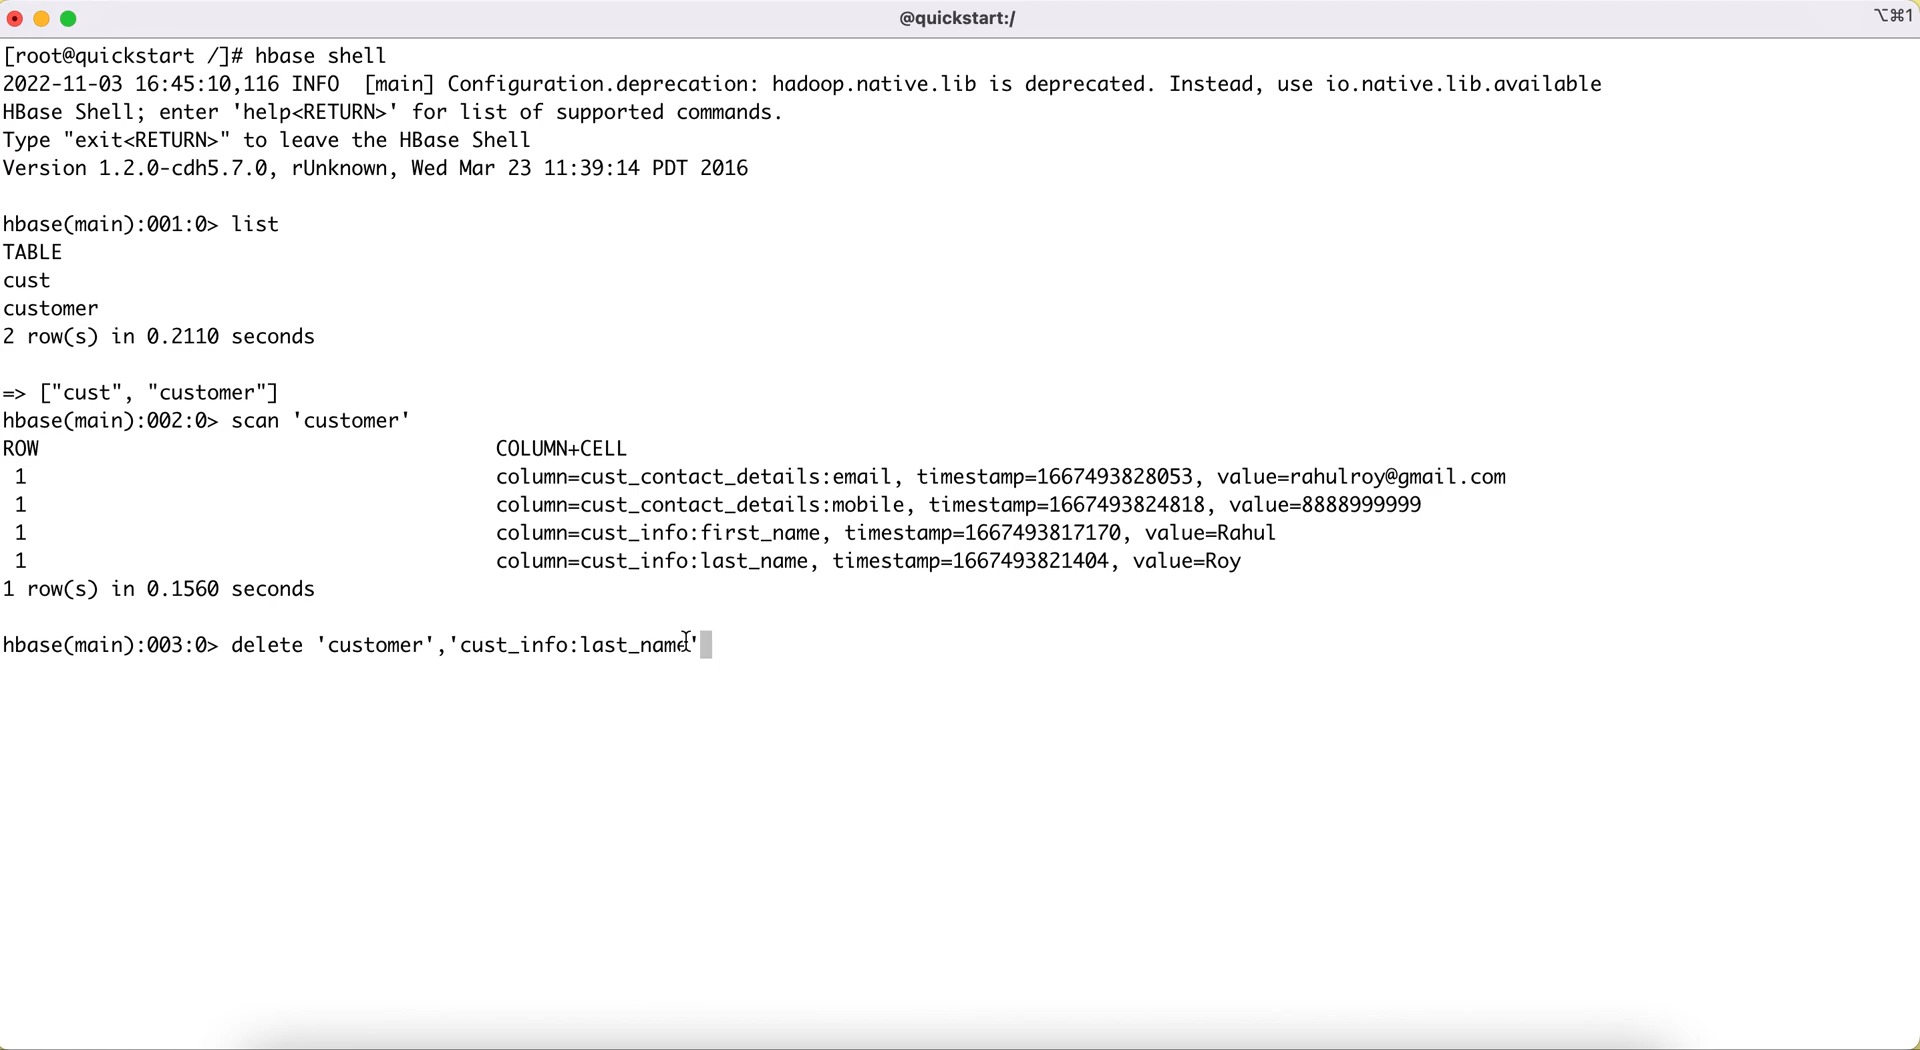 @quickstart:/
⌥⌘1
[root@quickstart /]# hbase shell
2022-11-03 16:45:10,116 INFO  [main] Configuration.deprecation: hadoop.native.lib is deprecated. Instead, use io.native.lib.available
HBase Shell; enter 'help<RETURN>' for list of supported commands.
Type "exit<RETURN>" to leave the HBase Shell
Version 1.2.0-cdh5.7.0, rUnknown, Wed Mar 23 11:39:14 PDT 2016
hbase(main):001:0> list
TABLE
cust
customer
2 row(s) in 0.2110 seconds
=> ["cust", "customer"]
hbase(main):002:0> scan 'customer'
ROW COLUMN+CELL
1 column=cust_contact_details:email, timestamp=1667493828053, value=rahulroy@gmail.com
1 column=cust_contact_details:mobile, timestamp=1667493824818, value=8888999999
1 column=cust_info:first_name, timestamp=1667493817170, value=Rahul
1 column=cust_info:last_name, timestamp=1667493821404, value=Roy
1 row(s) in 0.1560 seconds
hbase(main):003:0> delete 'customer','cust_info:last_name'